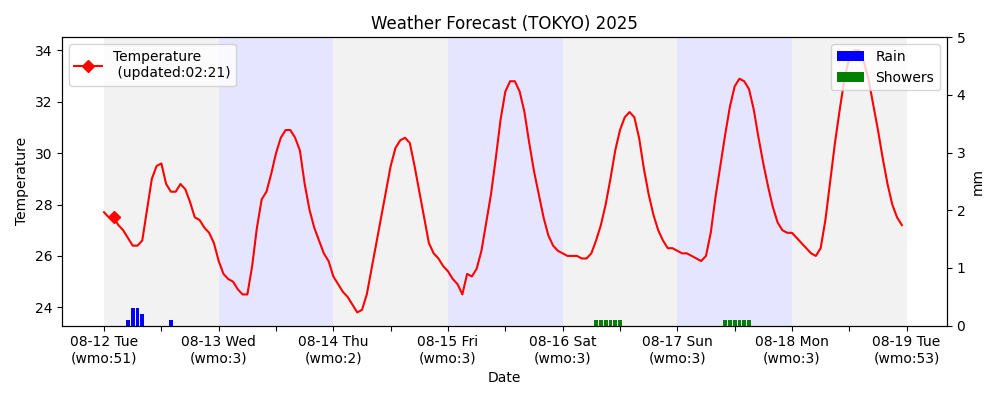 Weather Forecast (TOKYO) 2025
Temperature
(updated:02:21)
Rain
Showers
34
32
30
28
26
24
Temperature
5
4
3
2
1
0
mm
08-12 Tue
(wmo:51)
08-13 Wed
(wmo:3)
08-14 Thu
(wmo:2)
08-15 Fri
(wmo:3)
08-16 Sat
(wmo:3)
08-17 Sun
(wmo:3)
08-18 Mon
(wmo:3)
08-19 Tue
(wmo:53)
Date